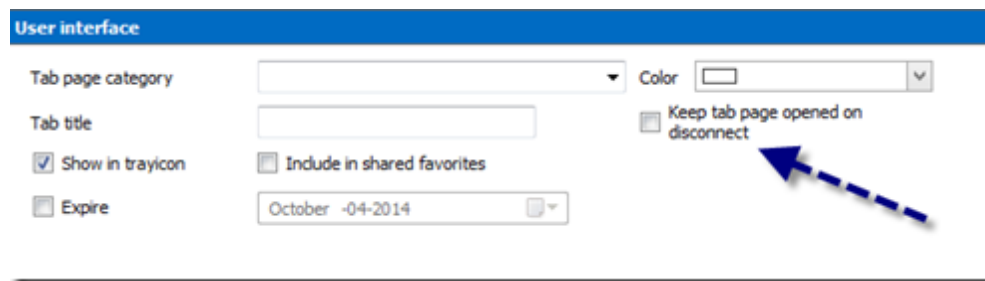 User interface
Tab page category
Color
Tab title
Keep tab page opened on
disconnect
Show in trayicon
Include in shared favorites
Expire
October -04-2014